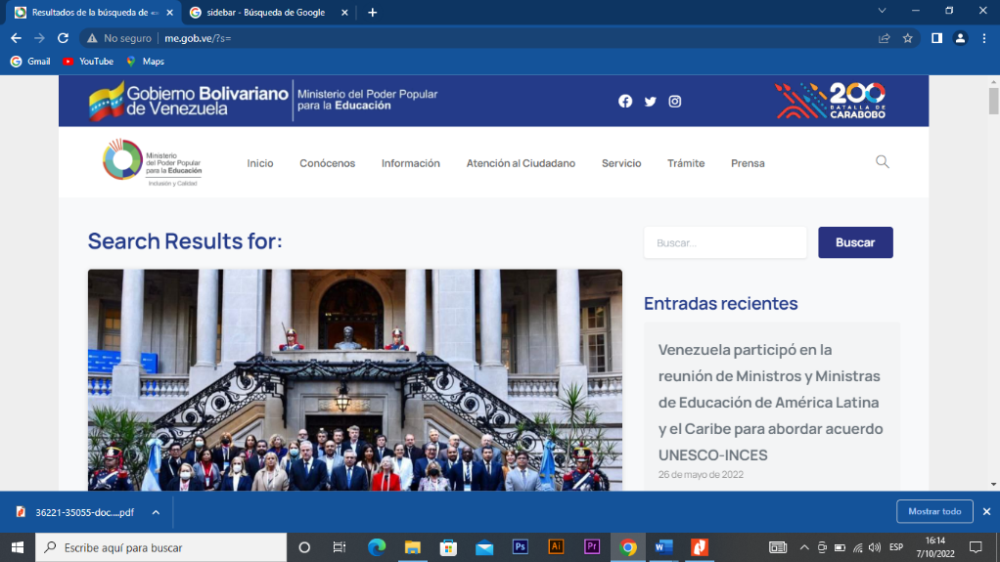 Resultados de la búsqueda de «»
sidebar - Búsqueda de Google
No seguro
me.gob.ve/?s=
Gmail
YouTube
Maps
Gobierno Bolivariano
de Venezuela
Ministerio del Poder Popular
para la Educación
200
BATALLA DE
CARABOBO
Ministerio
del Poder Popular
para la Educación
Inclusión y Calidad
Inicio
Conócenos
Información
Atención al Ciudadano
Servicio
Trámite
Prensa
Search Results for:
Buscar...
Buscar
Entradas recientes
Venezuela participó en la
reunión de Ministros y Ministras
de Educación de América Latina
y el Caribe para abordar acuerdo
UNESCO-INCES
26 de mayo de 2022
36221-35055-doc....pdf
Mostrar todo
Escribe aquí para buscar
Ps
Ai
Pr
W
ESP
16:14
7/10/2022